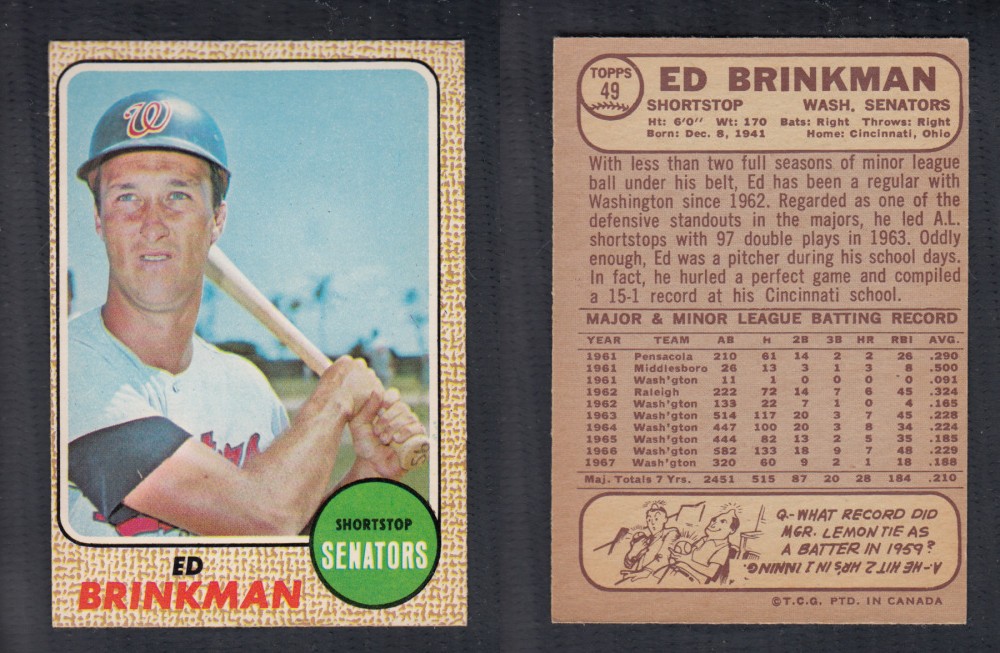 W
SHORTSTOP
SENATORS
ED
BRINKMAN
TOPPS
49
ED BRINKMAN
SHORTSTOP WASH. SENATORS
Ht: 6'0" Wt: 170 Bats: Right Throws: Right
Born: Dec. 8, 1941 Home: Cincinnati, Ohio
With less than two full seasons of minor league
ball under his belt, Ed has been a regular with
Washington since 1962. Regarded as one of the
defensive standouts in the majors, he led A.L.
shortstops with 97 double plays in 1963. Oddly
enough, Ed was a pitcher during his school days.
In fact, he hurled a perfect game and compiled
a 15-1 record at his Cincinnati school.
MAJOR & MINOR LEAGUE BATTING RECORD
YEAR TEAM AB H 2B 3B HR RBI AVG.
1961 Pensacola 210 61 14 2 2 26 .290
1961 Middlesboro 26 13 3 1 3 8 .500
1961 Wash'gton 11 1 0 0 0 0 .091
1962 Raleigh 222 72 14 7 6 45 .324
1962 Wash'gton 133 22 7 1 0 4 .165
1963 Wash'gton 514 117 20 3 7 45 .228
1964 Wash'gton 447 100 20 3 8 34 .224
1965 Wash'gton 444 82 13 2 5 35 .185
1966 Wash'gton 582 133 18 9 7 48 .229
1967 Wash'gton 320 60 9 2 1 18 .188
Maj. Totals 7 Yrs. 2451 515 87 20 28 184 .210
Q-WHAT RECORD DID
MGR. LEMON TIE AS
A BATTER IN 1959?
A-HE HIT 2 HR'S IN 1 INNING.
©T.C.G. PTD. IN CANADA